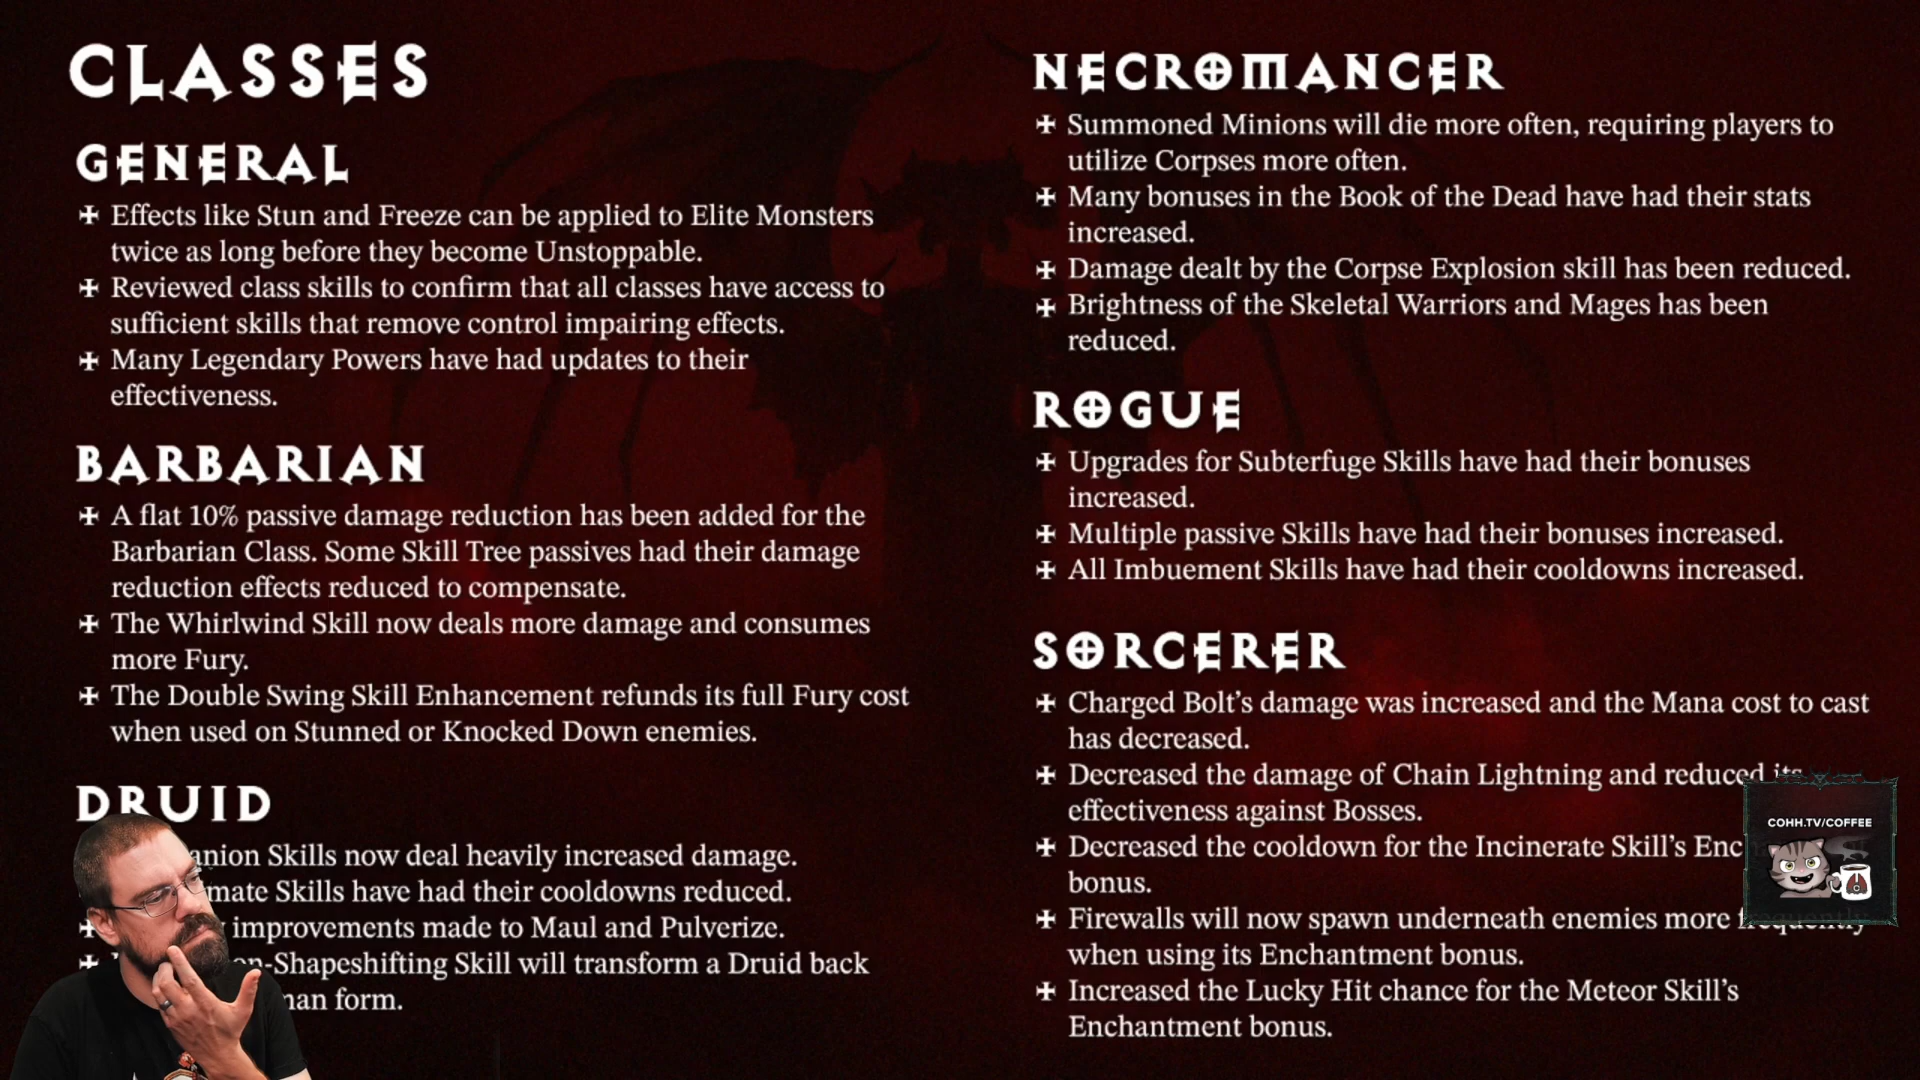 CLASSES
GENERAL
Effects like Stun and Freeze can be applied to Elite Monsters
twice as long before they become Unstoppable.
Reviewed class skills to confirm that all classes have access to
sufficient skills that remove control impairing effects.
Many Legendary Powers have had updates to their
effectiveness.
BARBARIAN
A flat 10% passive damage reduction has been added for the
Barbarian Class. Some Skill Tree passives had their damage
reduction effects reduced to compensate.
The Whirlwind Skill now deals more damage and consumes
more Fury.
The Double Swing Skill Enhancement refunds its full Fury cost
when used on Stunned or Knocked Down enemies.
DRUID
Skills now deal heavily increased damage.
Skills have had their cooldowns reduced.
improvements made to Maul and Pulverize.
-Shapeshifting Skill will transform a Druid back
form.
NECROMANCER
Summoned Minions will die more often, requiring players to
utilize Corpses more often.
Many bonuses in the Book of the Dead have had their stats
increased.
Damage dealt by the Corpse Explosion skill has been reduced.
Brightness of the Skeletal Warriors and Mages has been
reduced.
ROGUE
Upgrades for Subterfuge Skills have had their bonuses
increased.
Multiple passive Skills have had their bonuses increased.
All Imbuement Skills have had their cooldowns increased.
SORCERER
Charged Bolt's damage was increased and the Mana cost to cast
has decreased.
Decreased the damage of Chain Lightning and reduced its
effectiveness against Bosses.
Decreased the cooldown for the Incinerate Skill's
bonus.
Firewalls will now spawn underneath enemies more frequently
when using its Enchantment bonus.
Increased the Lucky Hit chance for the Meteor Skill's
Enchantment bonus.
COHH.TV/COFFEE